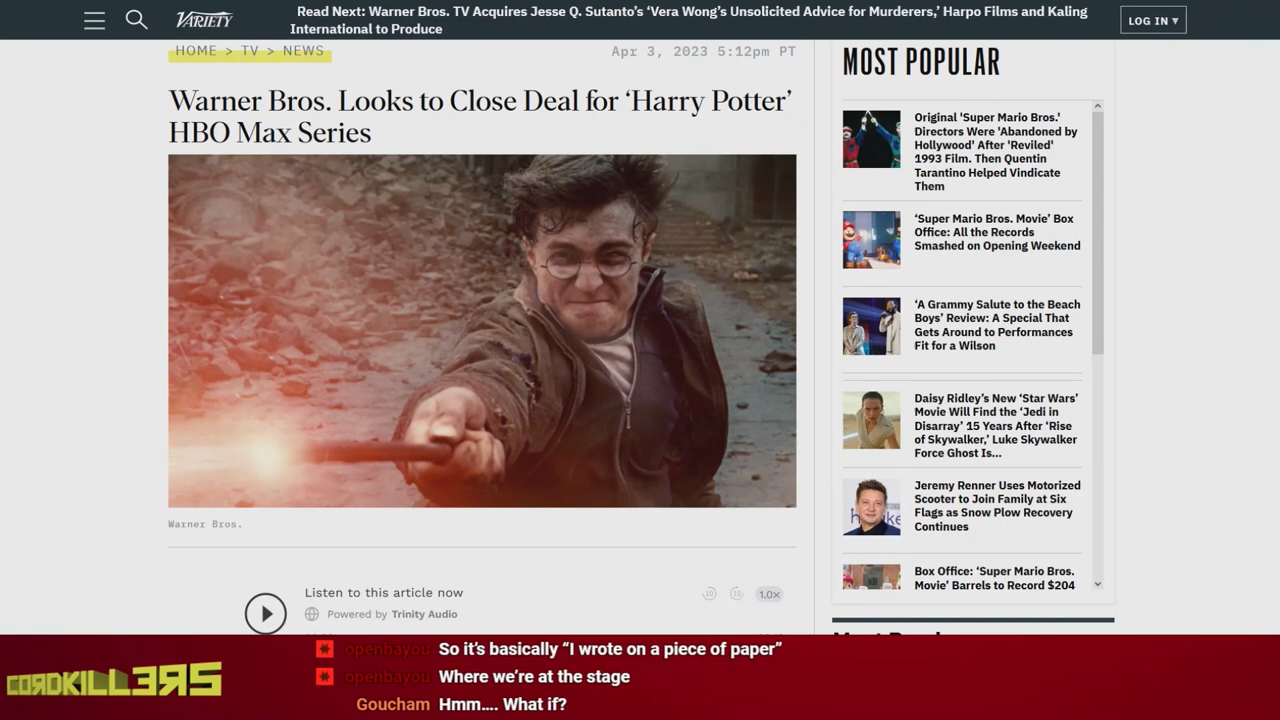 VARIETY
Read Next: Warner Bros. TV Acquires Jesse Q. Sutanto's ‘Vera Wong's Unsolicited Advice for Murderers,’ Harpo Films and Kaling
International to Produce
LOG IN ▾
HOME > TV > NEWS
Apr 3, 2023 5:12pm PT
Warner Bros. Looks to Close Deal for ‘Harry Potter’
HBO Max Series
Warner Bros.
Listen to this article now
10
10
1.0×
Powered by Trinity Audio
MOST POPULAR
Original 'Super Mario Bros.'
Directors Were 'Abandoned by
Hollywood' After 'Reviled'
1993 Film. Then Quentin
Tarantino Helped Vindicate
Them
‘Super Mario Bros. Movie’ Box
Office: All the Records
Smashed on Opening Weekend
‘A Grammy Salute to the Beach
Boys’ Review: A Special That
Gets Around to Performances
Fit for a Wilson
Daisy Ridley’s New ‘Star Wars’
Movie Will Find the ‘Jedi in
Disarray’ 15 Years After ‘Rise
of Skywalker,’ Luke Skywalker
Force Ghost Is...
Jeremy Renner Uses Motorized
Scooter to Join Family at Six
Flags as Snow Plow Recovery
Continues
Box Office: ‘Super Mario Bros.
Movie’ Barrels to Record $204
CORDKILLERS
openbayou So it’s basically “I wrote on a piece of paper”
openbayou Where we’re at the stage
Goucham Hmm…. What if?